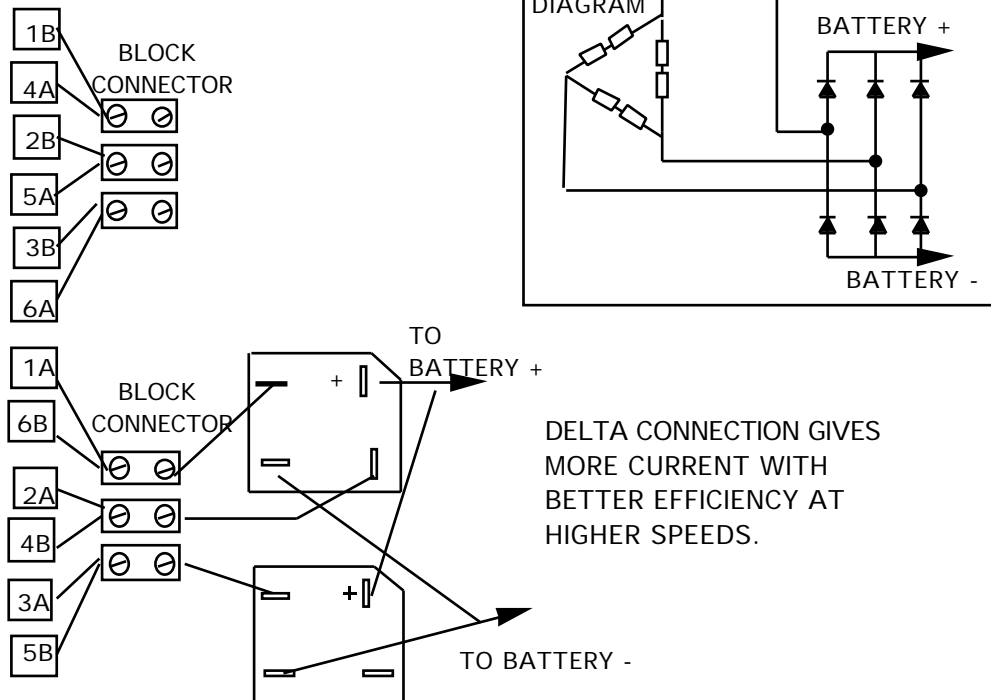 DIAGRAM
BATTERY +
BATTERY -
1B
4A
2B
5A
3B
6A
BLOCK
CONNECTOR
1A
6B
2A
4B
3A
5B
BLOCK
CONNECTOR
TO
BATTERY +
+
+
TO BATTERY -
DELTA CONNECTION GIVES
MORE CURRENT WITH
BETTER EFFICIENCY AT
HIGHER SPEEDS.